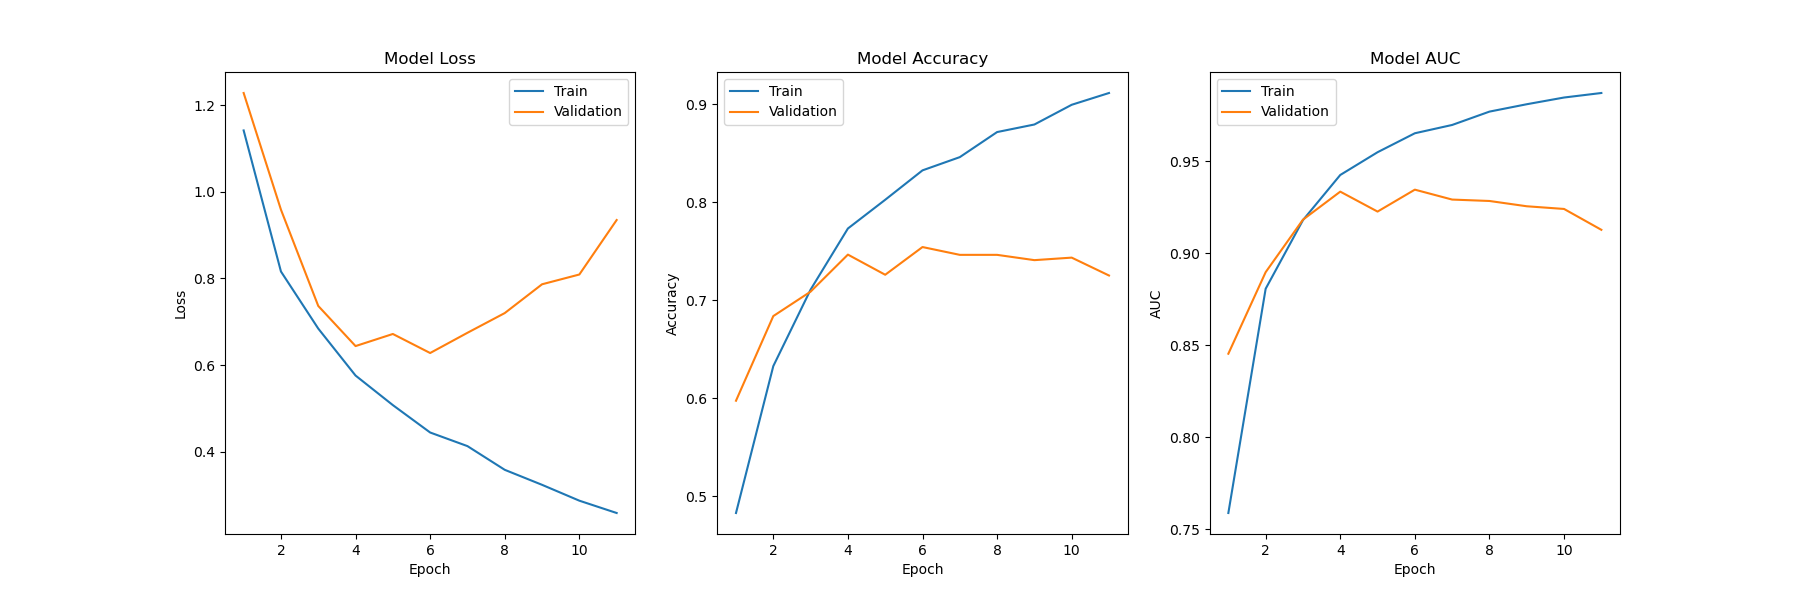 Model Loss
Train
Validation
1.2
1.0
0.8
0.6
0.4
Loss
2 4 6 8 10
Epoch
Model Accuracy
Train
Validation
0.9
0.8
0.7
0.6
0.5
Accuracy
2 4 6 8 10
Epoch
Model AUC
Train
Validation
0.95
0.90
0.85
0.80
0.75
AUC
2 4 6 8 10
Epoch